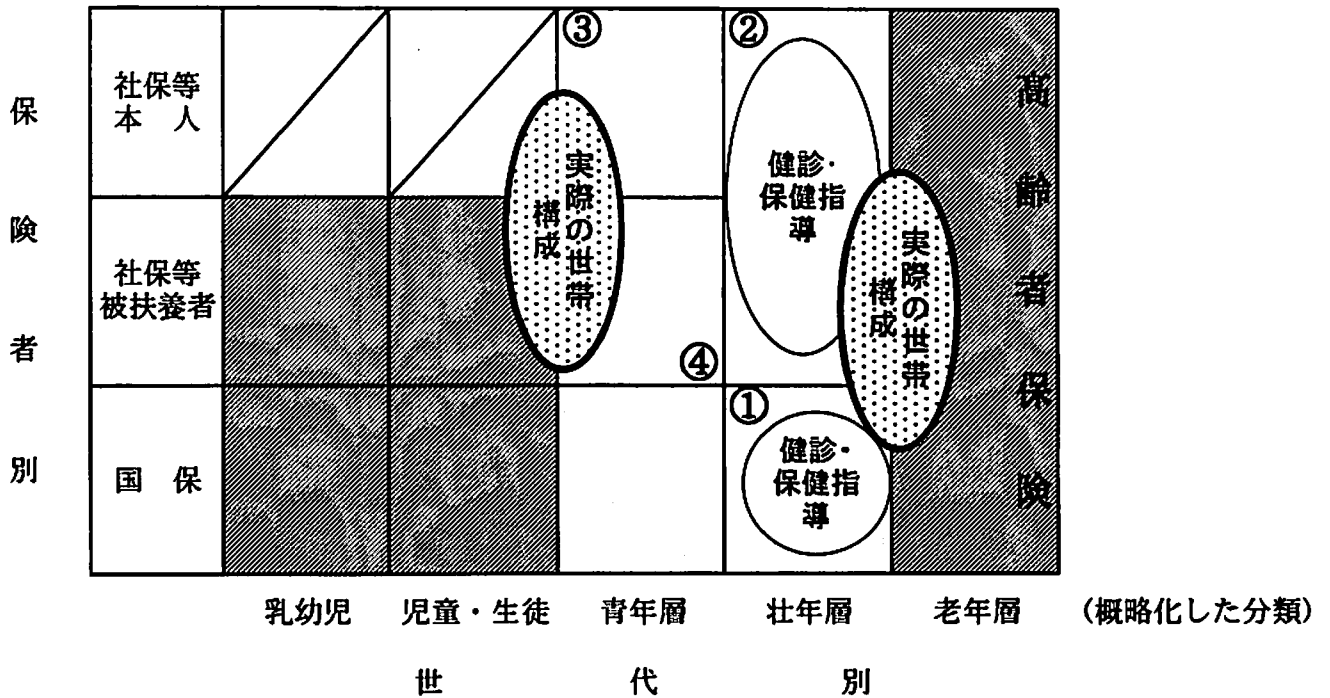 保険者別
社保等
本　人
社保等
被扶養者
国　保
③
②
④
①
実際の世帯
構成
健診・
保健指
導
実際の世帯
構成
健診・
保健指
導
高齢者保険
乳幼児
児童・生徒
青年層
壮年層
老年層
(概略化した分類)
世代別